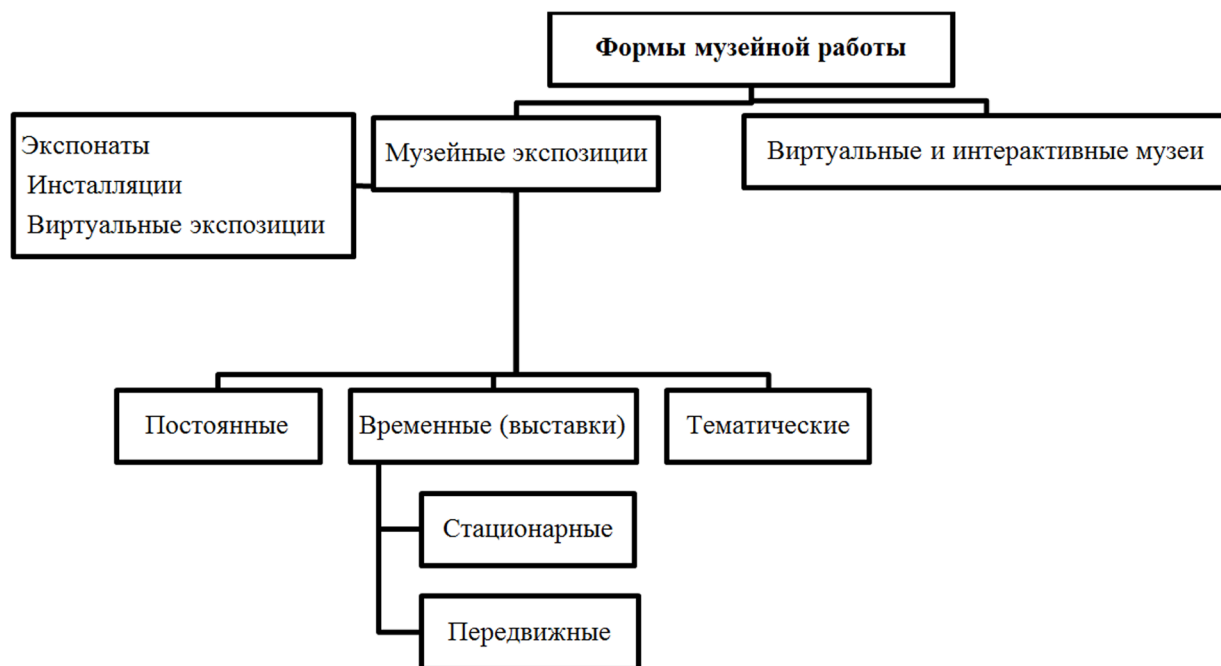 Формы музейной работы
Экспонаты
Инсталляции
Виртуальные экспозиции
Музейные экспозиции
Виртуальные и интерактивные музеи
Постоянные
Временные (выставки)
Тематические
Стационарные
Передвижные